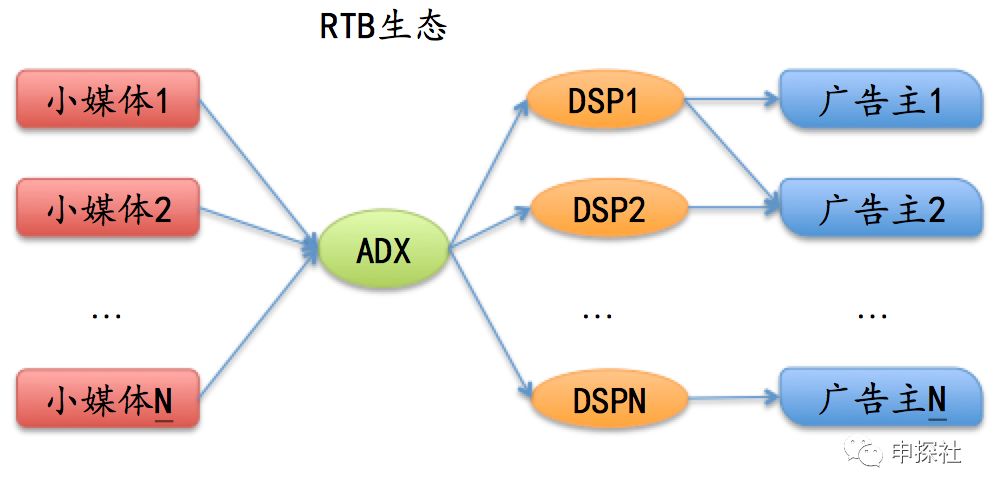 RTB生态
小媒体1
DSP1
广告主1
小媒体2
DSP2
广告主2
ADX
...
...
...
小媒体N
DSPN
广告主N
申探社